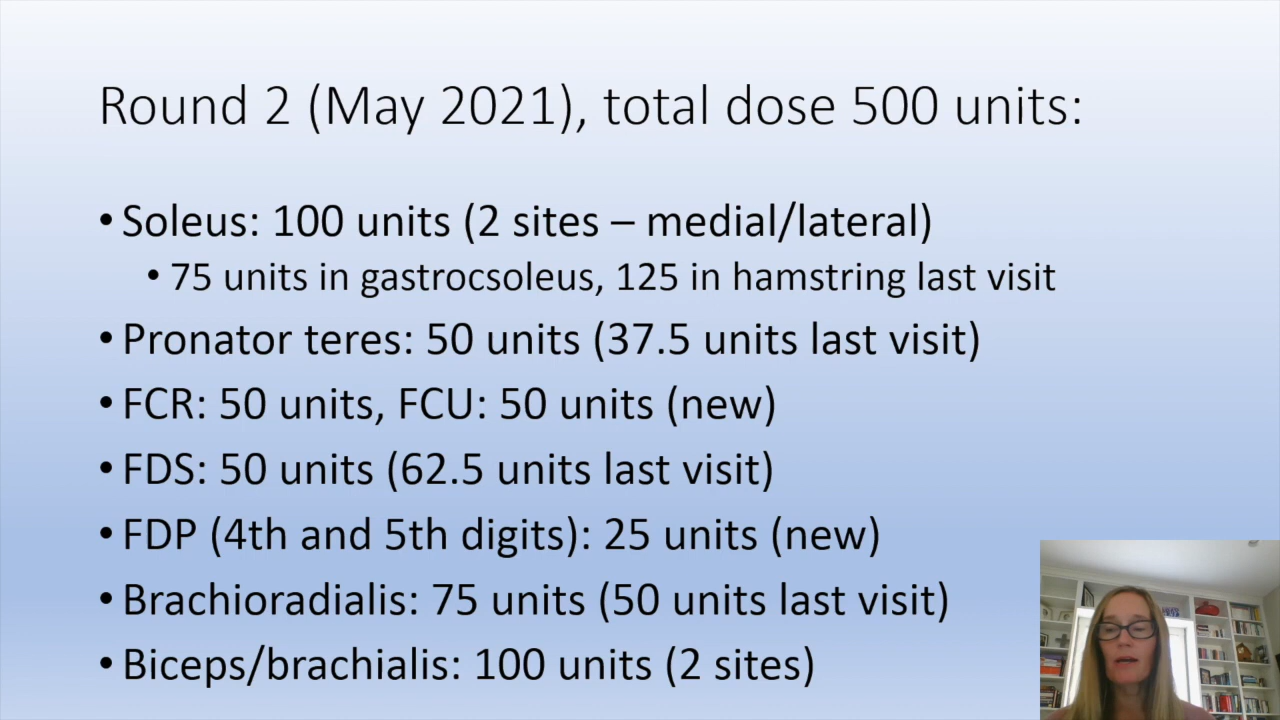 Round 2 (May 2021), total dose 500 units:
• Soleus: 100 units (2 sites – medial/lateral)
• 75 units in gastrocsoleus, 125 in hamstring last visit
• Pronator teres: 50 units (37.5 units last visit)
• FCR: 50 units, FCU: 50 units (new)
• FDS: 50 units (62.5 units last visit)
• FDP (4th and 5th digits): 25 units (new)
• Brachioradialis: 75 units (50 units last visit)
• Biceps/brachialis: 100 units (2 sites)